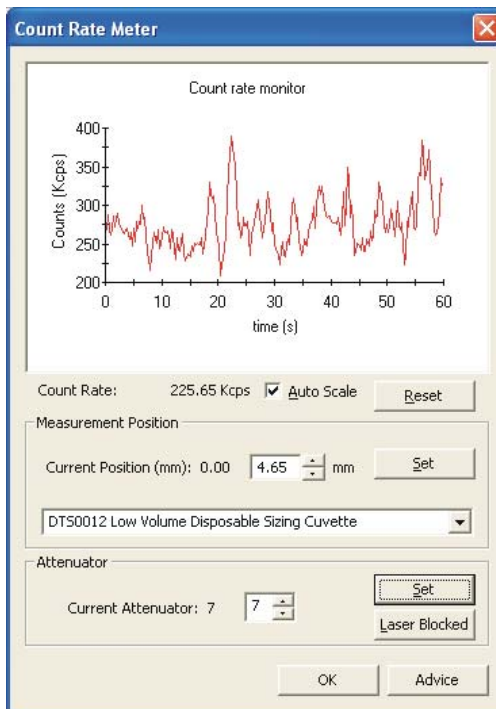 Count Rate Meter
Count rate monitor
Counts (Kcps)
400
350
300
250
200
0 10 20 30 40 50 60
time (s)
Count Rate: 225.65 Kcps Auto Scale Reset
Measurement Position
Current Position (mm): 0.00 4.65 mm Set
DTS0012 Low Volume Disposable Sizing Cuvette
Attenuator
Set
Current Attenuator: 7 7
Laser Blocked
OK Advice